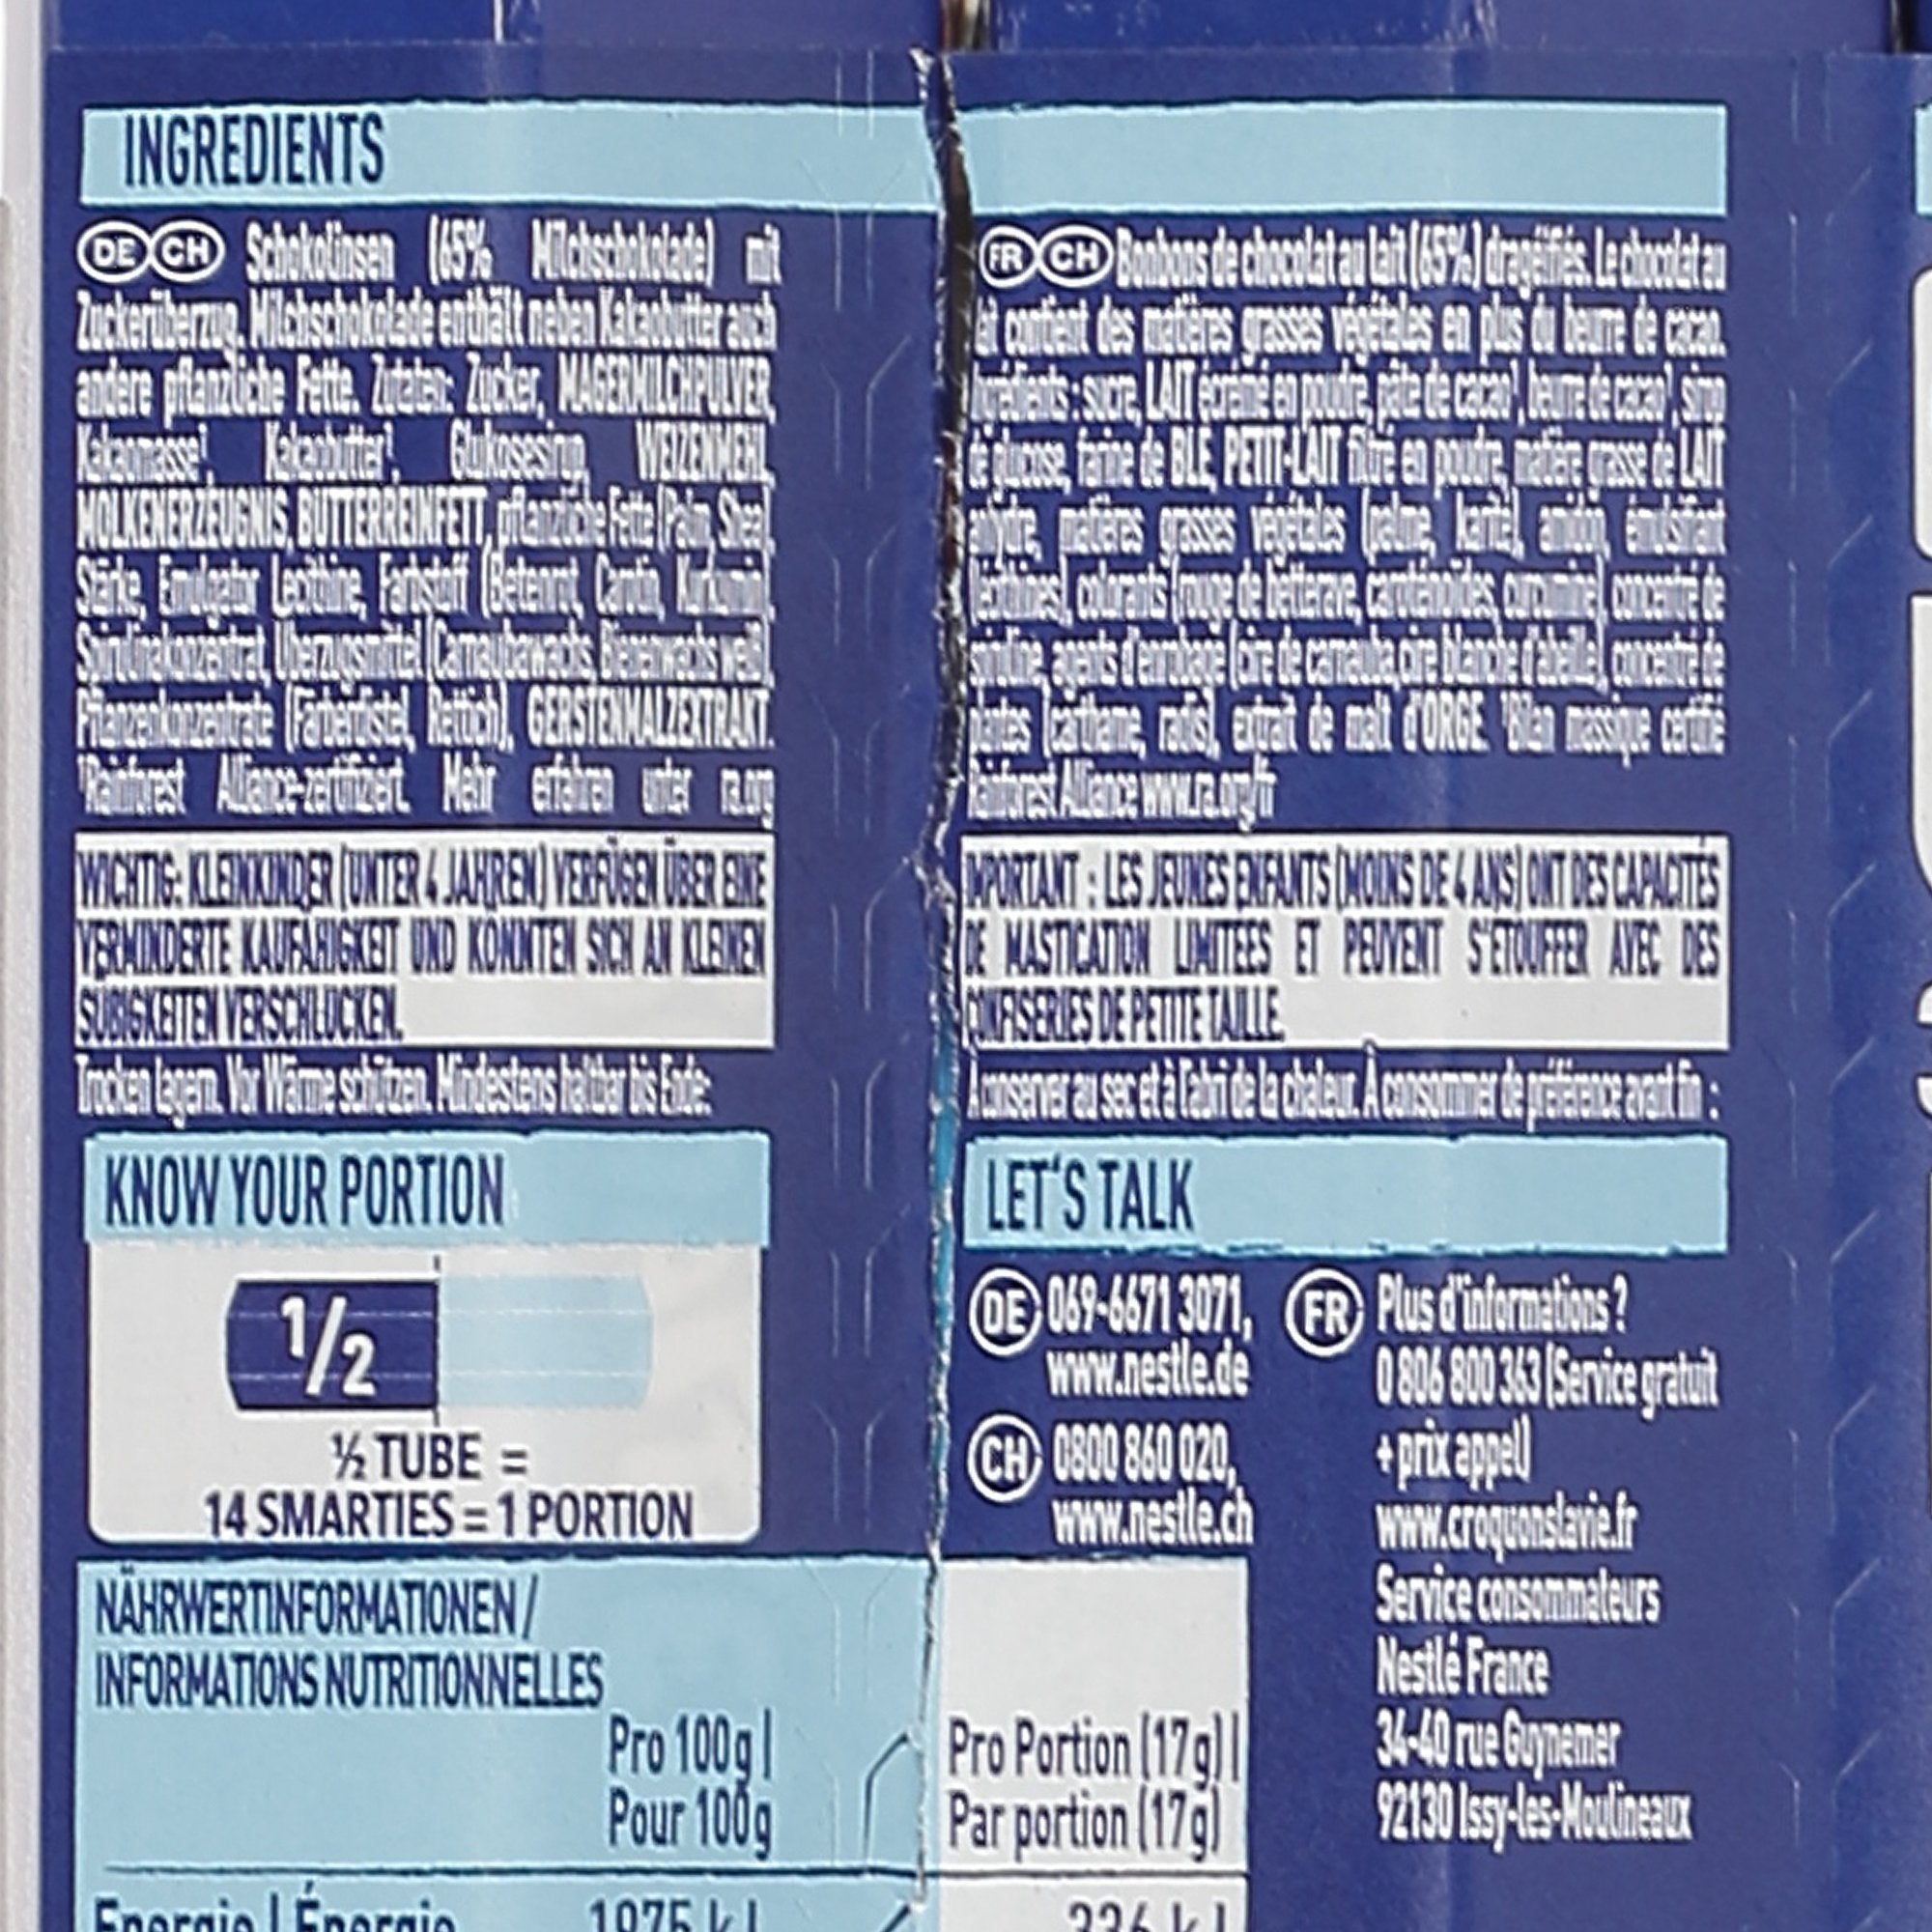 INGREDIENTS
DE CH Schokolinsen (65% Milchschokolade) mit
Zuckerüberzug. Milchschokolade enthält neben Kakaobutter auch
andere pflanzliche Fette. Zutaten: Zucker, MAGERMILCHPULVER,
Kakaomasse¹, Kakaobutter¹, Glukosesirup, WEIZENMEHL,
MOLKENERZEUGNIS, BUTTERREINFETT, pflanzliche Fette (Palm, Shea),
Stärke, Emulgator Lecithine, Farbstoff (Betenrot, Carotin, Kurkumin),
Spirulinakonzentrat, Überzugsmittel (Carnaubawachs, Bienenwachs weiß),
Pflanzenkonzentrate (Färberdistel, Rettich), GERSTENMALZEXTRAKT.
¹Rainforest Alliance-zertifiziert. Mehr erfahren unter ra.org
WICHTIG: KLEINKINDER (UNTER 4 JAHREN) VERFÜGEN ÜBER EINE
VERMINDERTE KAUFÄHIGKEIT UND KÖNNTEN SICH AN KLEINEN
SÜßIGKEITEN VERSCHLUCKEN.
Trocken lagern. Vor Wärme schützen. Mindestens haltbar bis Ende:
FR CH Bonbons de chocolat au lait (65%) dragéifiés. Le chocolat au
lait contient des matières grasses végétales en plus du beurre de cacao.
Ingrédients : sucre, LAIT écrémé en poudre, pâte de cacao¹, beurre de cacao¹, sirop
de glucose, farine de BLÉ, PETIT-LAIT filtré en poudre, matière grasse de LAIT
anhydre, matières grasses végétales (palme, karité), amidon, émulsifiant
(lécithines), colorants (rouge de betterave, caroténoïdes, curcumine), concentré de
spiruline, agents d'enrobage (cire de carnauba, cire blanche d'abeille), concentré de
plantes (carthame, radis), extrait de malt d'ORGE. ¹Bilan massique certifié
Rainforest Alliance www.ra.org/fr
IMPORTANT : LES JEUNES ENFANTS (MOINS DE 4 ANS) ONT DES CAPACITÉS
DE MASTICATION LIMITÉES ET PEUVENT S'ÉTOUFFER AVEC DES
CONFISERIES DE PETITE TAILLE.
À conserver au sec et à l'abri de la chaleur. À consommer de préférence avant fin :
KNOW YOUR PORTION
1/2
½ TUBE =
14 SMARTIES = 1 PORTION
LET'S TALK
DE 069-6671 3071,
www.nestle.de
CH 0800 860 020,
www.nestle.ch
FR Plus d'informations ?
0 806 800 363 (Service gratuit
+ prix appel)
www.croquonslavie.fr
Service consommateurs
Nestlé France
34-40 rue Guynemer
92130 Issy-les-Moulineaux
NÄHRWERTINFORMATIONEN /
INFORMATIONS NUTRITIONNELLES
Pro 100g | Pro Portion (17g) |
Pour 100g Par portion (17g)
Energie | Énergie 1975 kJ 336 kJ